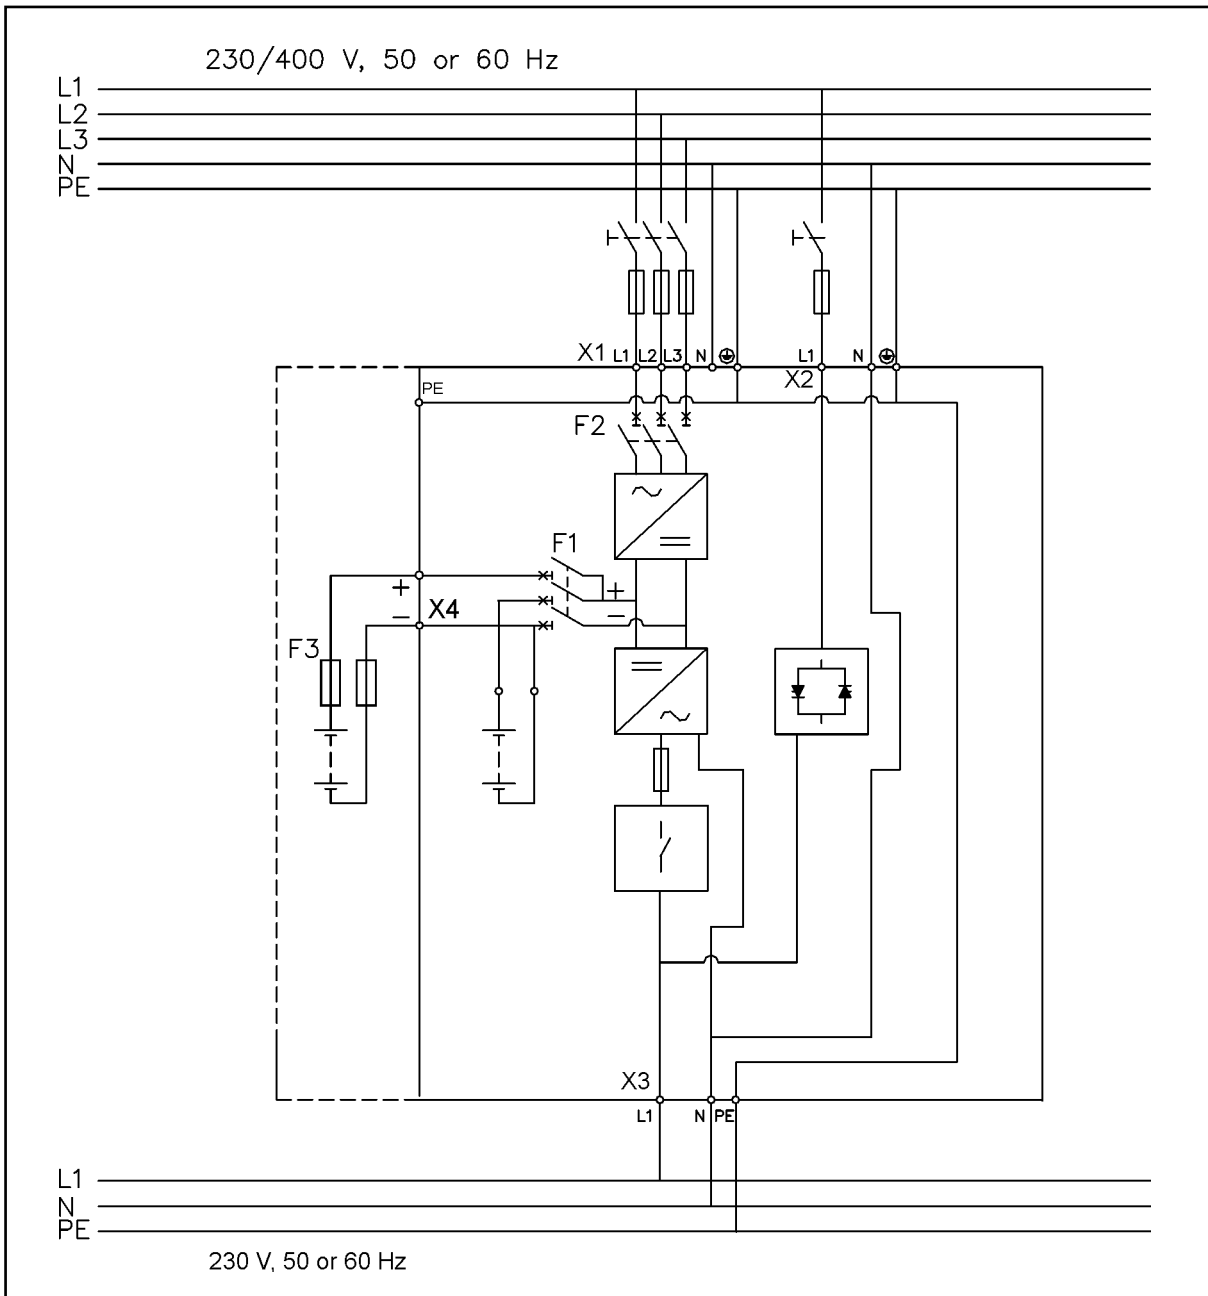 230/400 V, 50 or 60 Hz
L1
L2
L3
N
PE
X1 L1 L2 L3 N L1 N
X2
PE
F2
F1
+ +
− X4 −
F3
X3
L1 N PE
L1
N
PE
230 V, 50 or 60 Hz